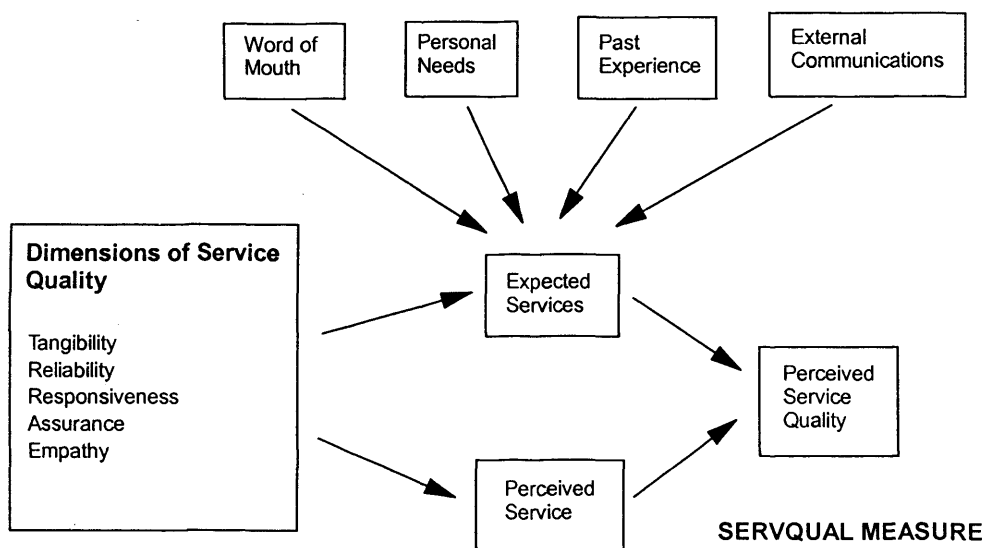 Word of
Mouth
Personal
Needs
Past
Experience
External
Communications
Dimensions of Service
Quality
Tangibility
Reliability
Responsiveness
Assurance
Empathy
Expected
Services
Perceived
Service
Quality
Perceived
Service
SERVQUAL MEASURE